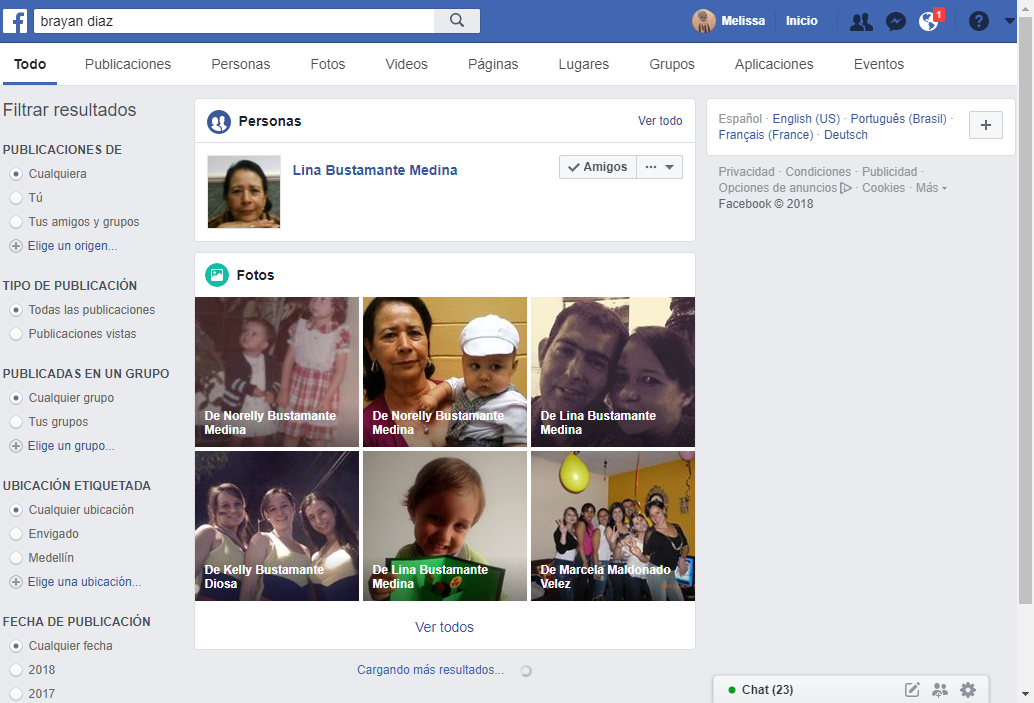 brayan diaz
Melissa
Inicio
1
Todo
Publicaciones
Personas
Fotos
Videos
Páginas
Lugares
Grupos
Aplicaciones
Eventos
Filtrar resultados
PUBLICACIONES DE
Cualquiera
Tú
Tus amigos y grupos
Elige un origen...
TIPO DE PUBLICACIÓN
Todas las publicaciones
Publicaciones vistas
PUBLICADAS EN UN GRUPO
Cualquier grupo
Tus grupos
Elige un grupo...
UBICACIÓN ETIQUETADA
Cualquier ubicación
Envigado
Medellín
Elige una ubicación...
FECHA DE PUBLICACIÓN
Cualquier fecha
2018
2017
Personas
Ver todo
Lina Bustamante Medina
Amigos
Fotos
De Norelly Bustamante
Medina
De Norelly Bustamante
Medina
De Lina Bustamante
Medina
De Kelly Bustamante
Diosa
De Lina Bustamante
Medina
De Marcela Maldonado
Velez
Ver todos
Cargando más resultados...
Español · English (US) · Português (Brasil) ·
Français (France) · Deutsch
Privacidad · Condiciones · Publicidad ·
Opciones de anuncios · Cookies · Más
Facebook © 2018
Chat (23)